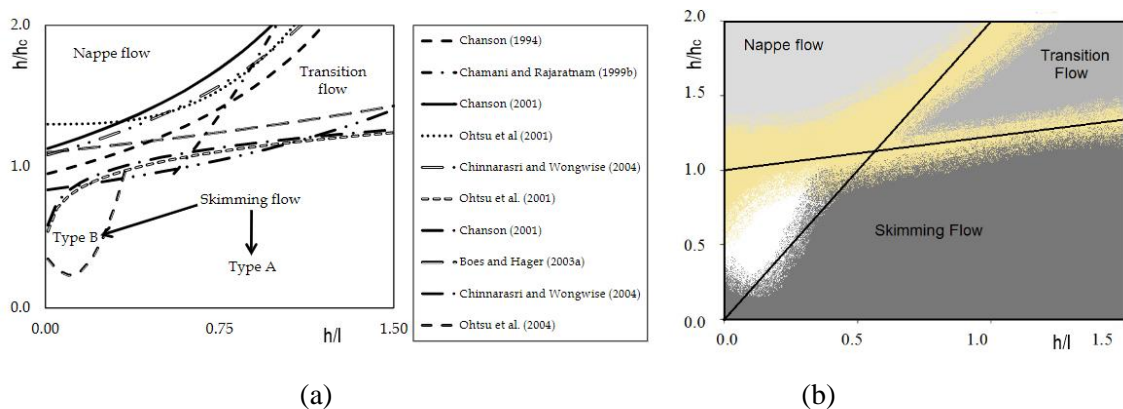 2.0
h/hc
1.0
0.0
Nappe flow
Transition
flow
Skimming flow
Type B
Type A
0.00
0.75
1.50
h/l
Chanson (1994)
Chamani and Rajaratnam (1999b)
Chanson (2001)
Ohtsu et al (2001)
Chinnarasri and Wongwise (2004)
Ohtsu et al. (2001)
Chanson (2001)
Boes and Hager (2003a)
Chinnarasri and Wongwise (2004)
Ohtsu et al. (2004)
(a)
2.0
h/hc
1.5
1.0
0.5
0.0
Nappe flow
Transition
Flow
Skimming Flow
0.0
0.5
1.0
h/l
1.5
(b)